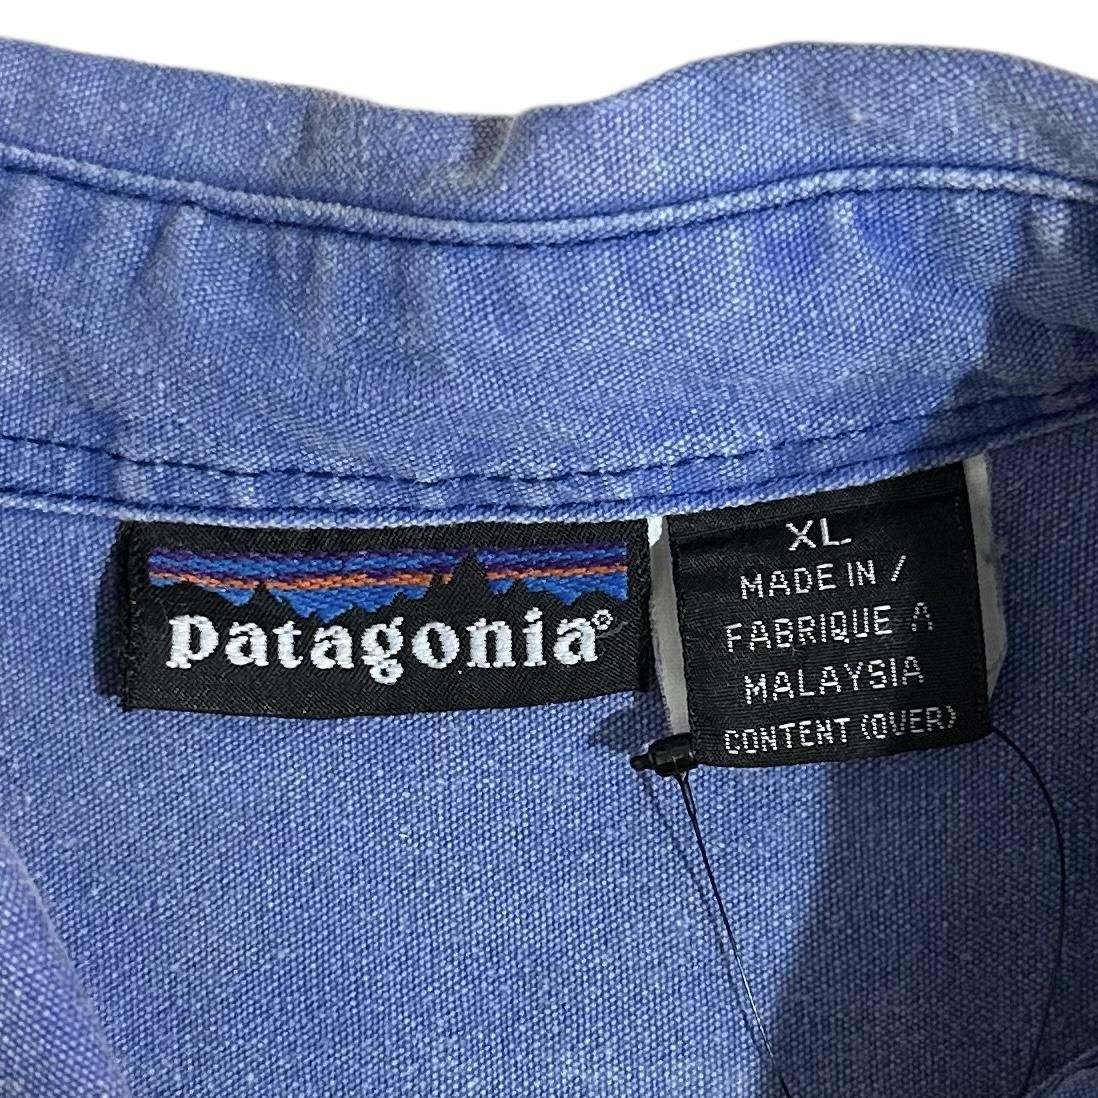 patagonia®
XL
MADE IN /
FABRIQUE A
MALAYSIA
CONTENT (OVER)